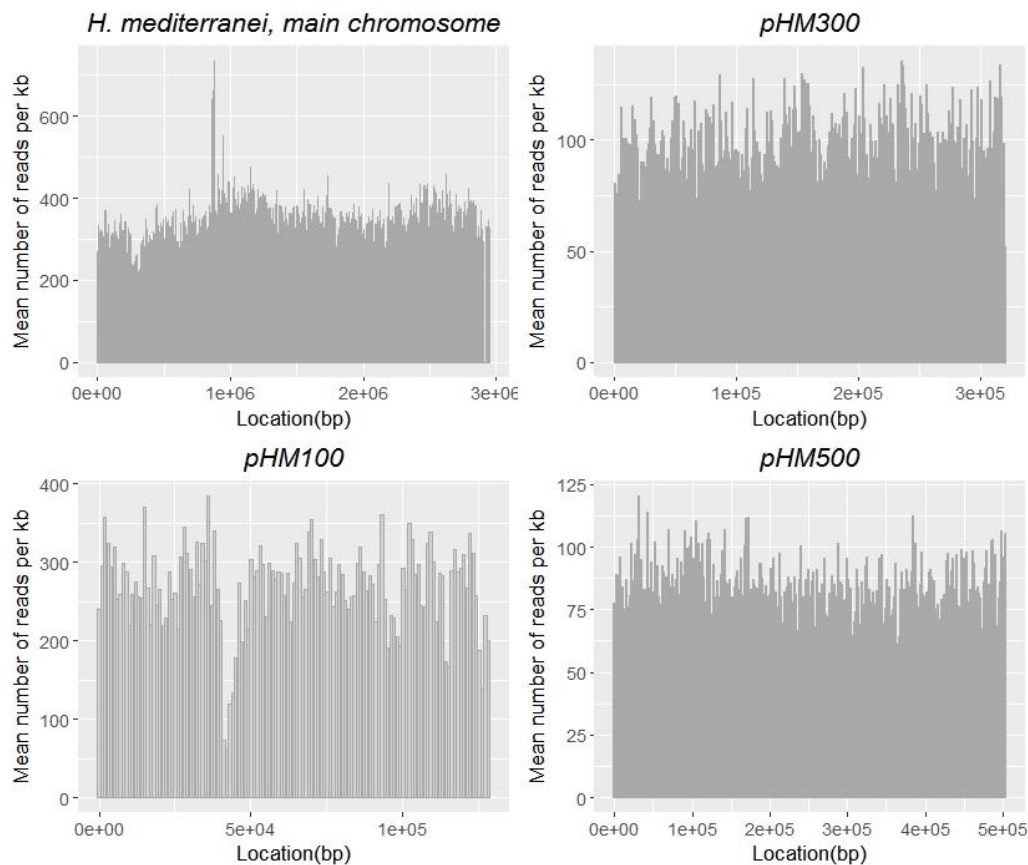 H. mediterranei, main chromosome
Mean number of reads per kb
600
400
200
0
0e+00 1e+06 2e+06 3e+06
Location(bp)
pHM300
Mean number of reads per kb
100
50
0
0e+00 1e+05 2e+05 3e+05
Location(bp)
pHM100
Mean number of reads per kb
400
300
200
100
0
0e+00 5e+04 1e+05
Location(bp)
pHM500
Mean number of reads per kb
125
100
75
50
25
0
0e+00 1e+05 2e+05 3e+05 4e+05 5e+05
Location(bp)